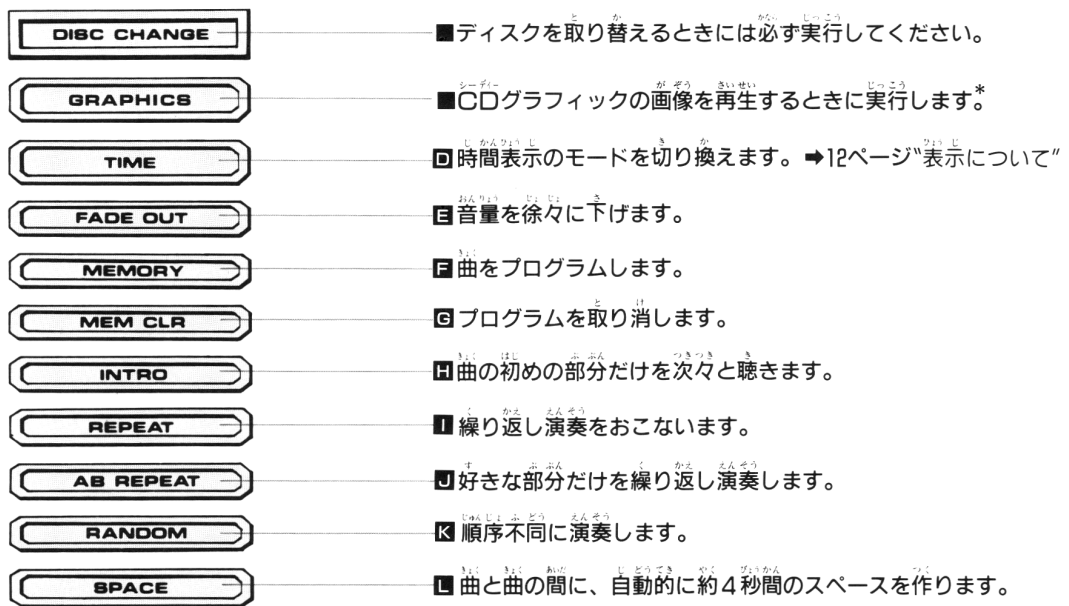 DISC CHANGE ■ディスクを取り替えるときには必ず実行してください。
GRAPHICS ■CDグラフィックの画像を再生するときに実行します。*
TIME D時間表示のモードを切り換えます。➡12ページ"表示について"
FADE OUT E音量を徐々に下げます。
MEMORY F曲をプログラムします。
MEM CLR Gプログラムを取り消します。
INTRO H曲の初めの部分だけを次々と聴きます。
REPEAT I繰り返し演奏をおこないます。
AB REPEAT J好きな部分だけを繰り返し演奏します。
RANDOM K順序不同に演奏します。
SPACE L曲と曲の間に、自動的に約4秒間のスペースを作ります。